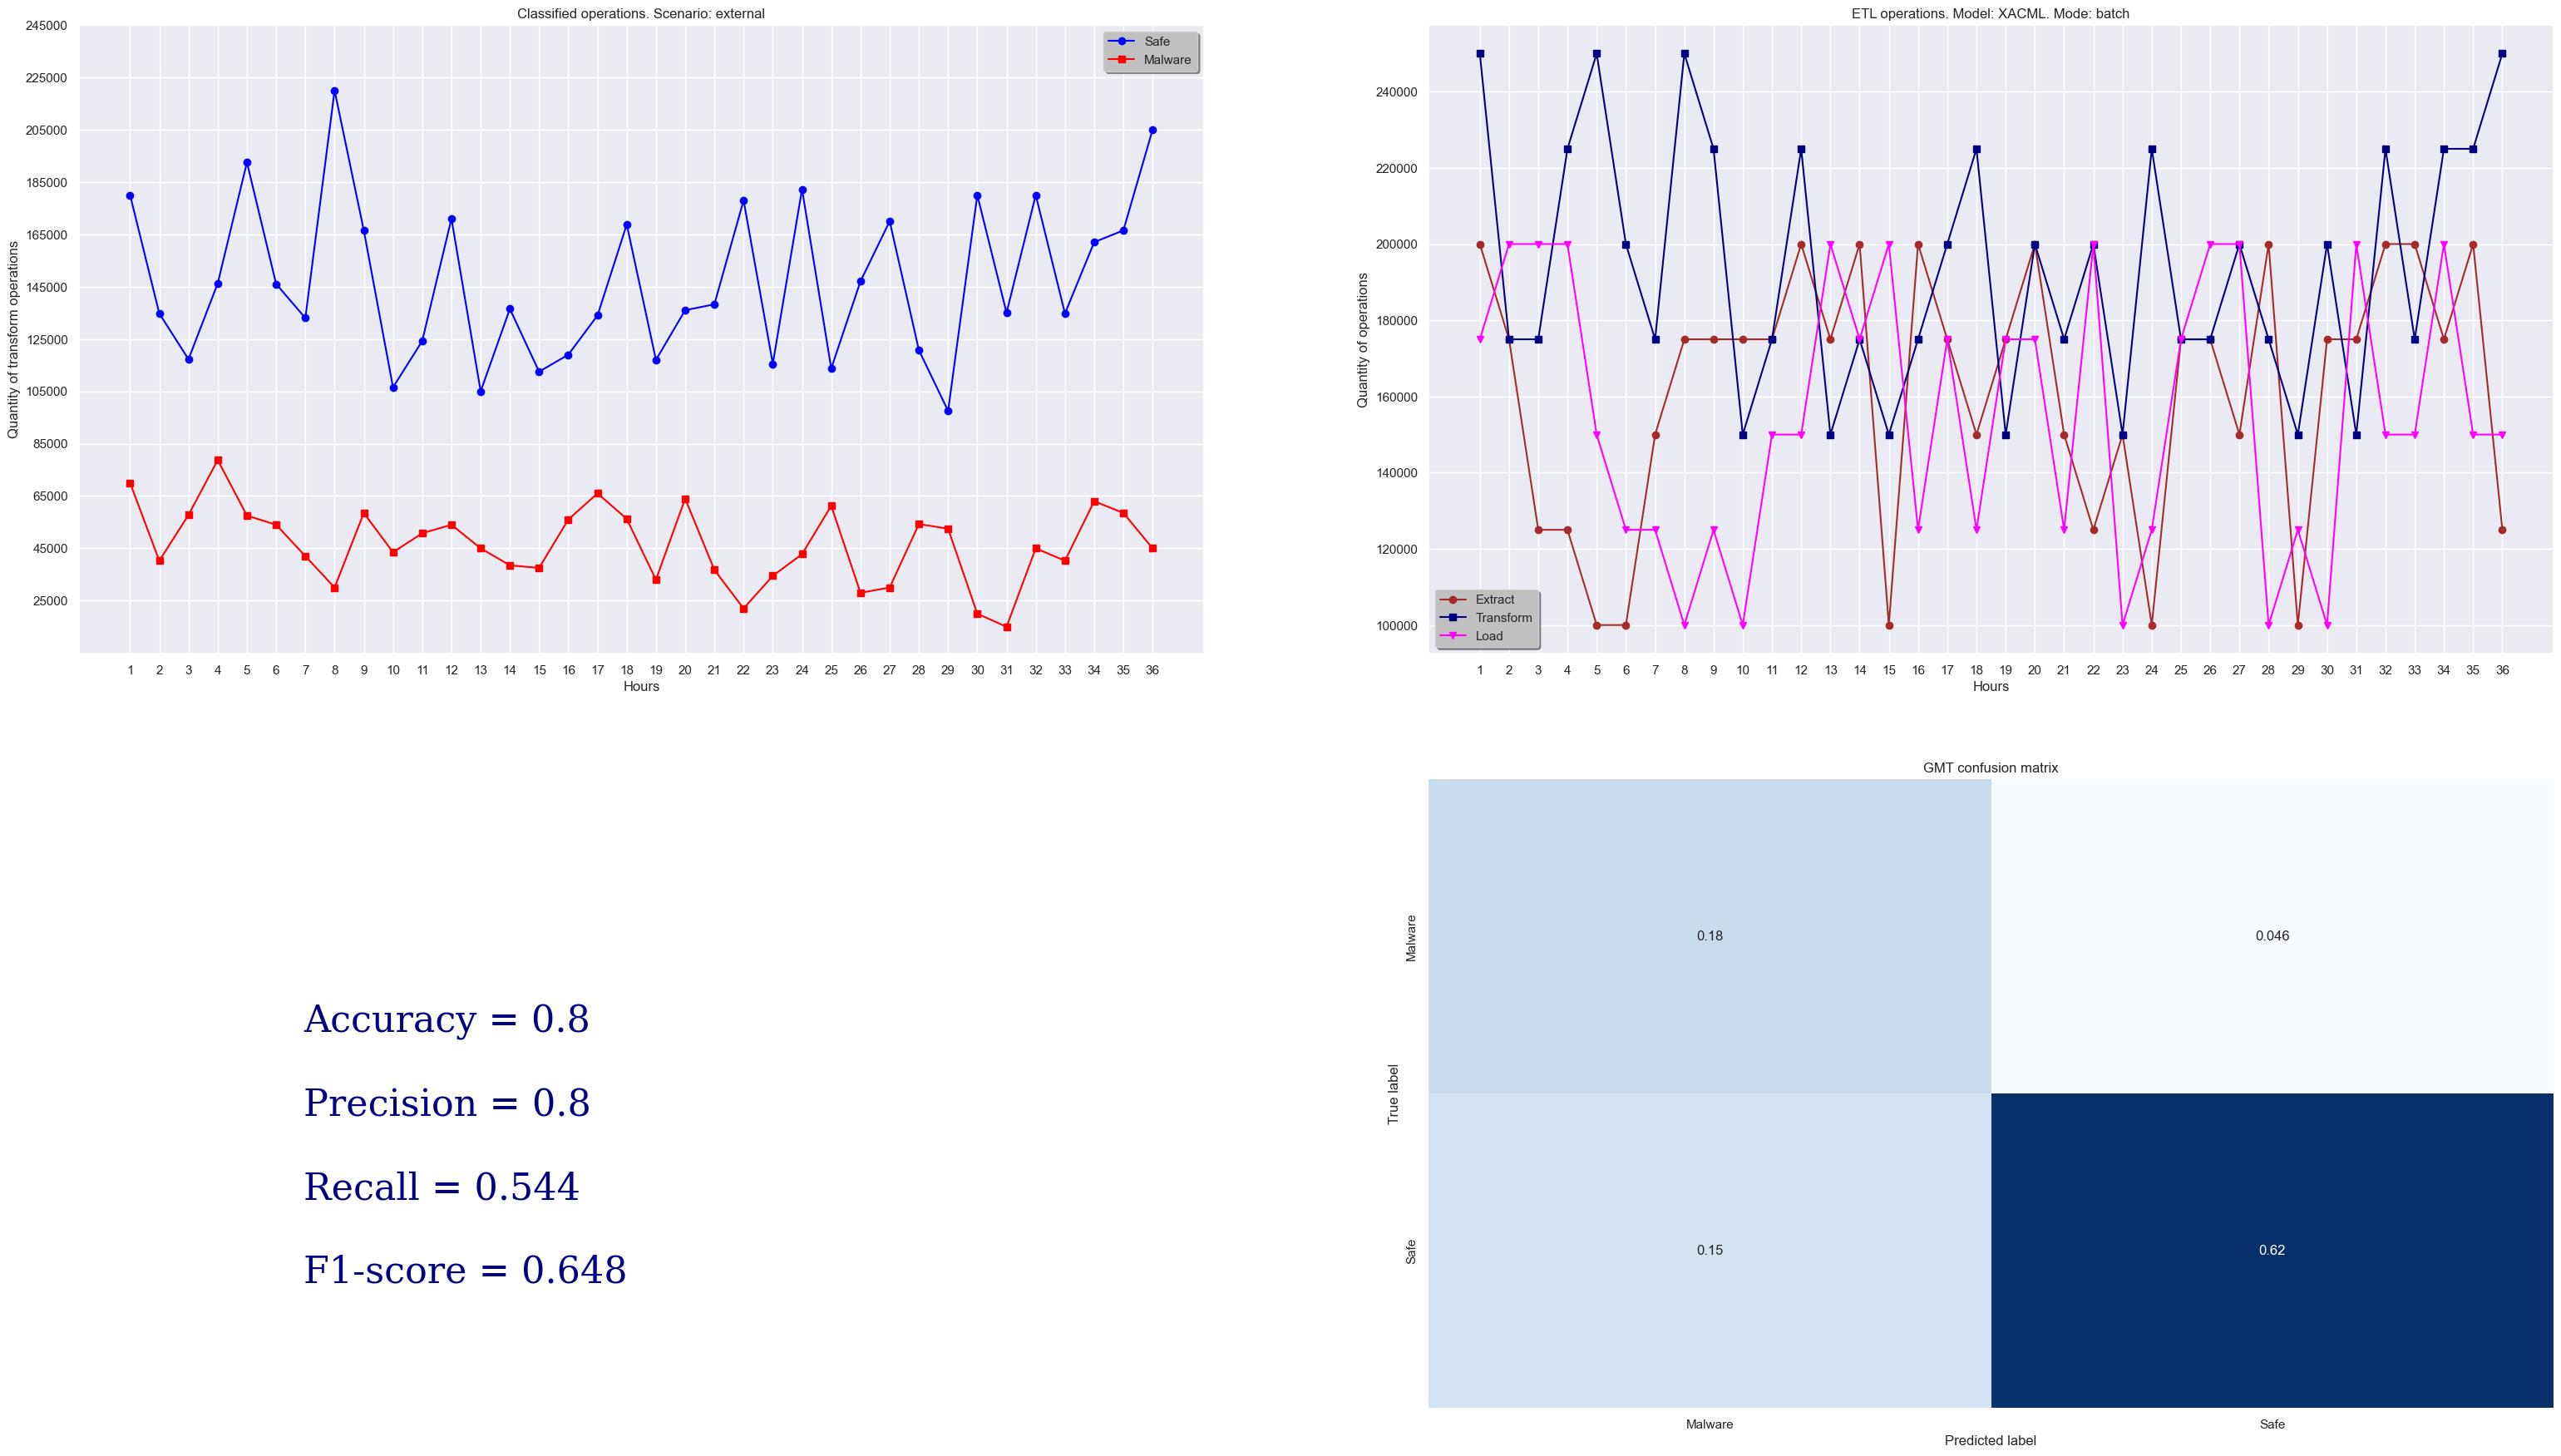 Classified operations. Scenario: external
245000
225000
205000
185000
165000
145000
125000
105000
85000
65000
45000
25000
Quantity of transform operations
Safe
Malware
1 2 3 4 5 6 7 8 9 10 11 12 13 14 15 16 17 18 19 20 21 22 23 24 25 26 27 28 29 30 31 32 33 34 35 36
Hours
ETL operations. Model: XACML. Mode: batch
240000
220000
200000
180000
160000
140000
120000
100000
Quantity of operations
Extract
Transform
Load
1 2 3 4 5 6 7 8 9 10 11 12 13 14 15 16 17 18 19 20 21 22 23 24 25 26 27 28 29 30 31 32 33 34 35 36
Hours
Accuracy = 0.8
Precision = 0.8
Recall = 0.544
F1-score = 0.648
GMT confusion matrix
True label
Malware
0.18 0.046
Safe
0.15 0.62
Malware Safe
Predicted label